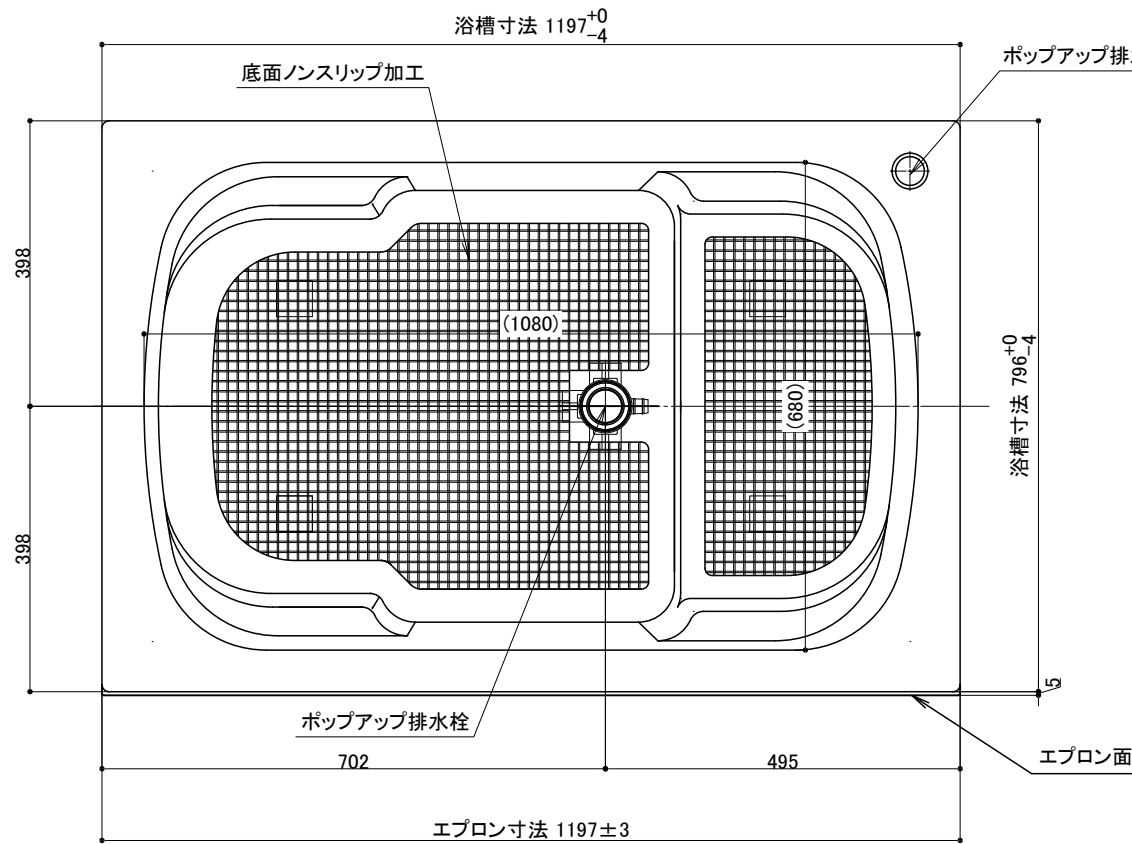 浴槽寸法 1197+0 -4
ポップアップ排
底面ノンスリップ加工
398
(1080)
(680)
浴槽寸法 796+0 -4
398
5
ポップアップ排水栓
702
495
エプロン面
エプロン寸法 1197±3